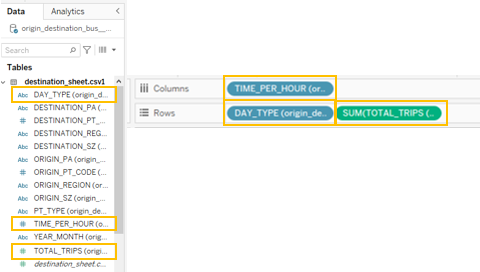 Data
Analytics
origin_destination_bus__...
Search
Tables
destination_sheet.csv1
Abc DAY_TYPE (origin_d...
Abc DESTINATION_PA (...
# DESTINATION_PT_...
Abc DESTINATION_REG...
Abc DESTINATION_SZ (...
Abc ORIGIN_PA (origin_...
# ORIGIN_PT_CODE (...
Abc ORIGIN_REGION (or...
Abc ORIGIN_SZ (origin_...
Abc PT_TYPE (origin_de...
# TIME_PER_HOUR (o...
Abc YEAR_MONTH (orig...
# TOTAL_TRIPS (origi...
# destination_sheet.c...
Columns
TIME_PER_HOUR (or...
Rows
DAY_TYPE (origin_de...
SUM(TOTAL_TRIPS (...